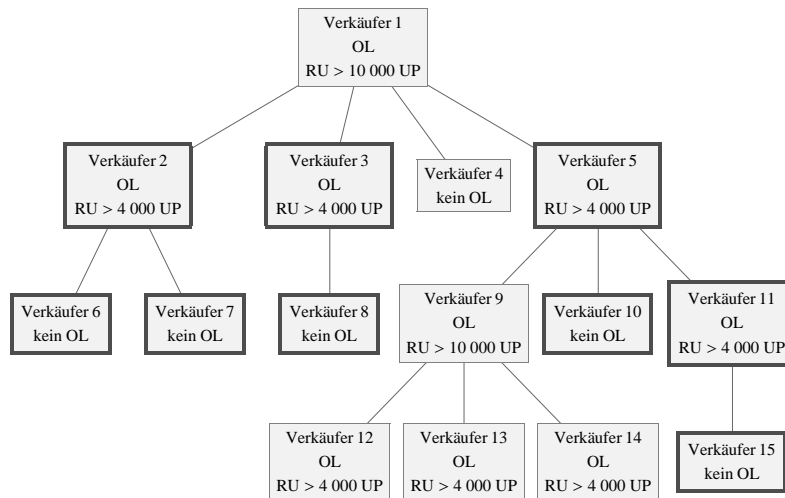 Verkäufer 1
OL
RU > 10 000 UP
Verkäufer 2
OL
RU > 4 000 UP
Verkäufer 3
OL
RU > 4 000 UP
Verkäufer 4
kein OL
Verkäufer 5
OL
RU > 4 000 UP
Verkäufer 6
kein OL
Verkäufer 7
kein OL
Verkäufer 8
kein OL
Verkäufer 9
OL
RU > 10 000 UP
Verkäufer 10
kein OL
Verkäufer 11
OL
RU > 4 000 UP
Verkäufer 12
OL
RU > 4 000 UP
Verkäufer 13
OL
RU > 4 000 UP
Verkäufer 14
OL
RU > 4 000 UP
Verkäufer 15
kein OL